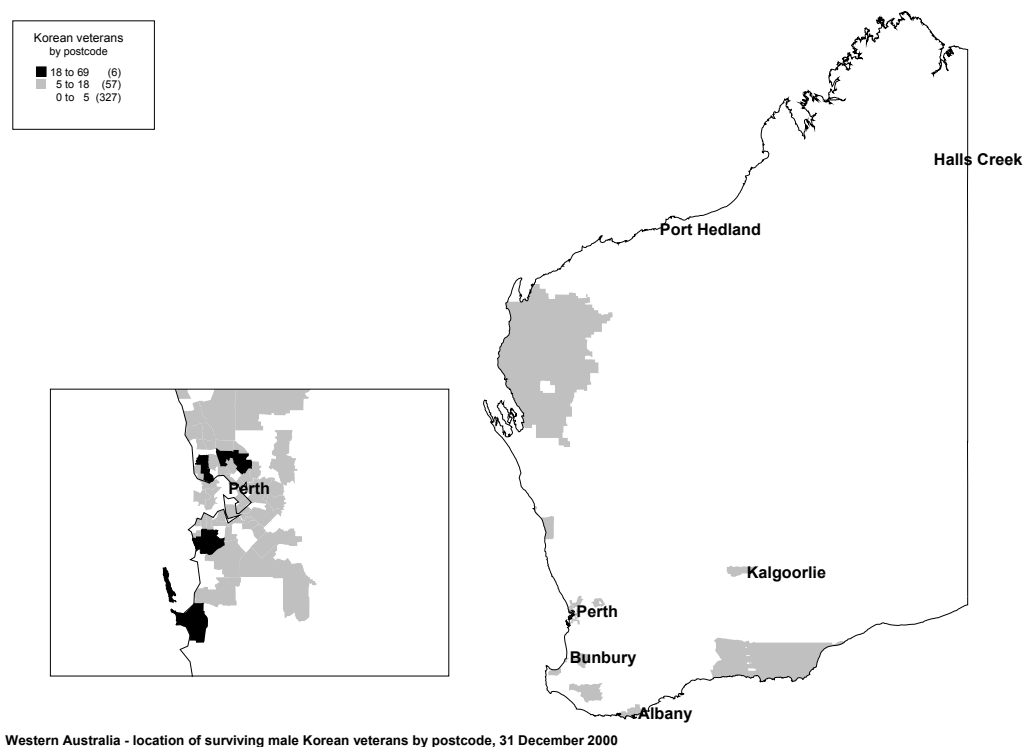 Korean veterans
by postcode
18 to 69 (6)
5 to 18 (57)
0 to 5 (327)
Halls Creek
Port Hedland
Perth
Kalgoorlie
Perth
Bunbury
Albany
Western Australia - location of surviving male Korean veterans by postcode, 31 December 2000